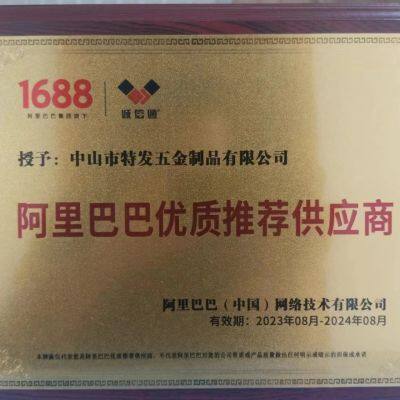 1688 诚信通
阿里巴巴集团旗下
授予：中山市特发五金制品有限公司
阿里巴巴优质推荐供应商
阿里巴巴（中国）网络技术有限公司
有效期：2023年08月-2024年08月